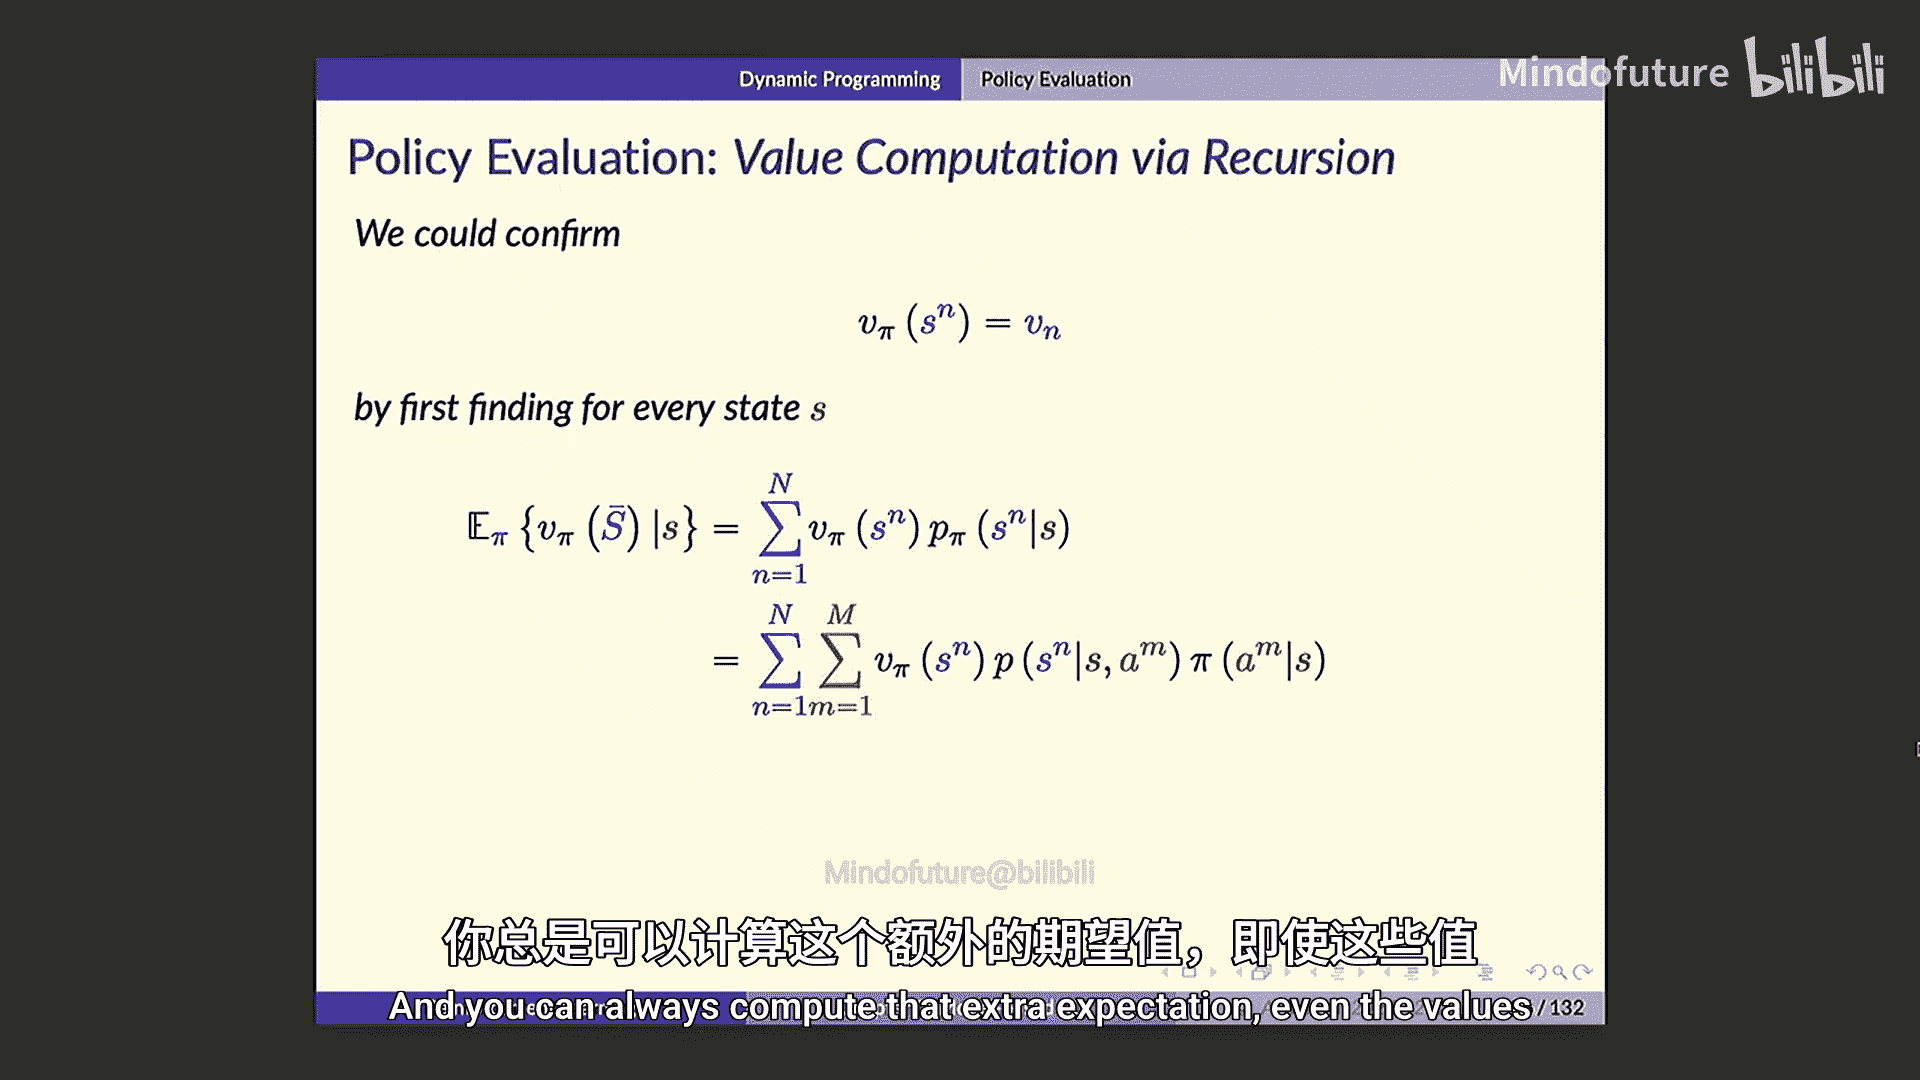 Dynamic Programming Policy Evaluation
Mindofuture bilibili
Policy Evaluation: Value Computation via Recursion
We could confirm
v_π (s^n) = v_n
by first finding for every state s
𝔼_π {v_π (S̄) |s} = ∑_{n=1}^{N} v_π (s^n) p_π (s^n|s)
= ∑_{n=1}^{N} ∑_{m=1}^{M} v_π (s^n) p (s^n|s, a^m) π (a^m|s)
Mindofuture@bilibili
你总是可以计算这个额外的期望值，即使这些值
And you can always compute that extra expectation, even the values
/ 132